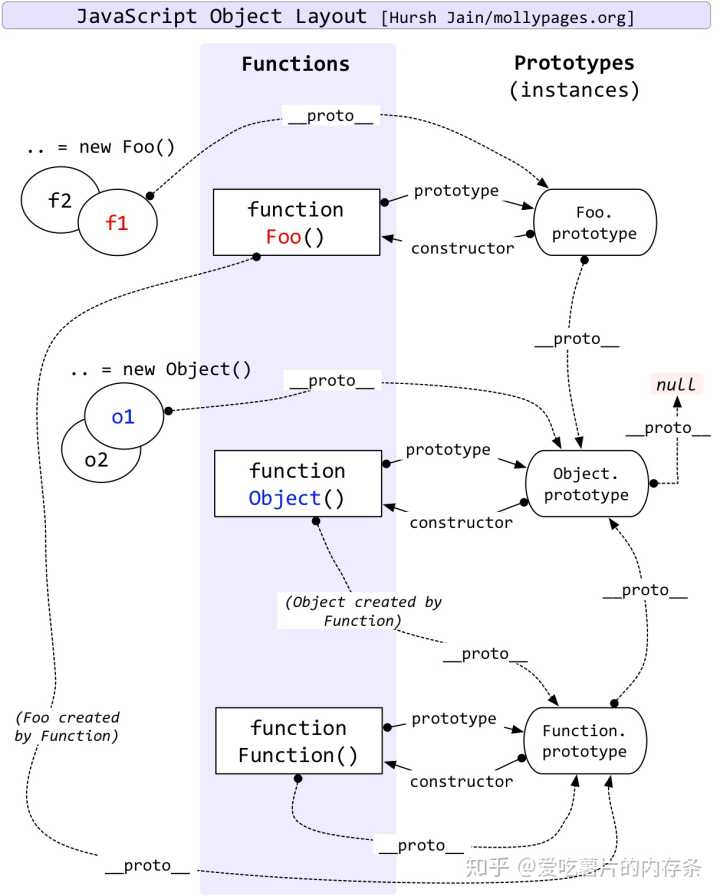 JavaScript Object Layout [Hursh Jain/mollypages.org]
Functions
Prototypes
(instances)
__proto__
.. = new Foo()
f2
f1
function
Foo()
prototype
constructor
Foo.
prototype
__proto__
.. = new Object()
__proto__
null
__proto__
o1
o2
function
Object()
prototype
constructor
Object.
prototype
(Object created by
Function)
__proto__
__proto__
(Foo created
by Function)
function
Function()
prototype
constructor
Function.
prototype
__proto__
__proto__
知乎 @爱吃薯片的内存条